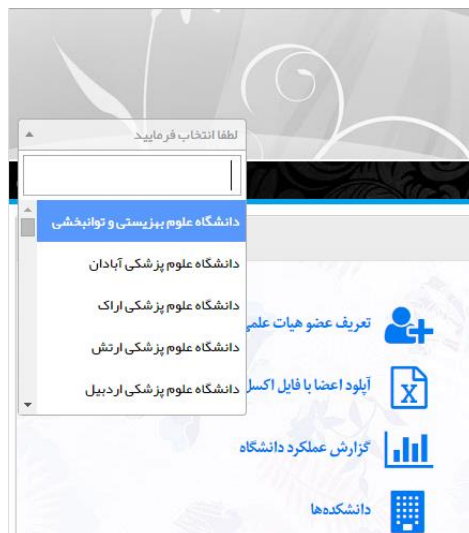 لطفا انتخاب فرمایید
دانشگاه علوم بهزیستی و توانبخشی
دانشگاه علوم پزشکی آبادان
دانشگاه علوم پزشکی اراک
دانشگاه علوم پزشکی ارتش
دانشگاه علوم پزشکی اردبیل
تعریف عضو هیات علمی
آپلود اعضا با فایل اکسل
گزارش عملکرد دانشگاه
دانشکده‌ها